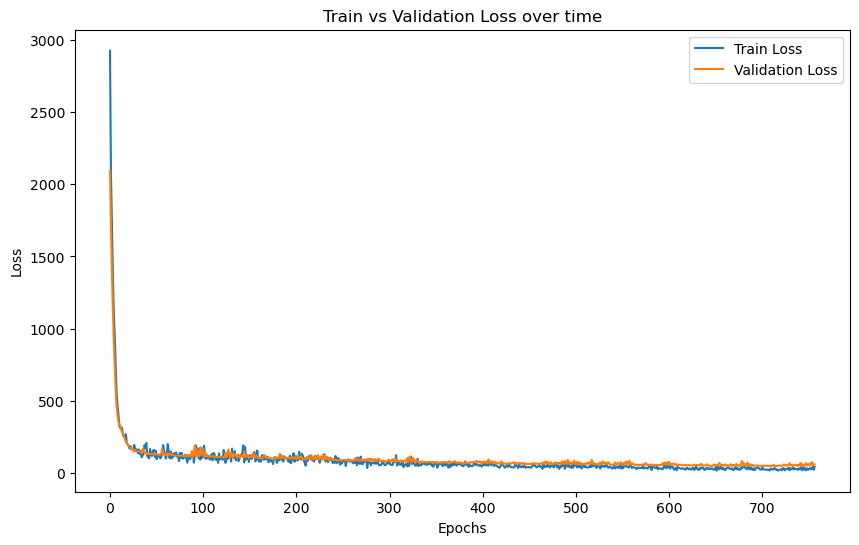 Train vs Validation Loss over time
Train Loss
Validation Loss
3000
2500
2000
1500
1000
500
0
Loss
0 100 200 300 400 500 600 700
Epochs